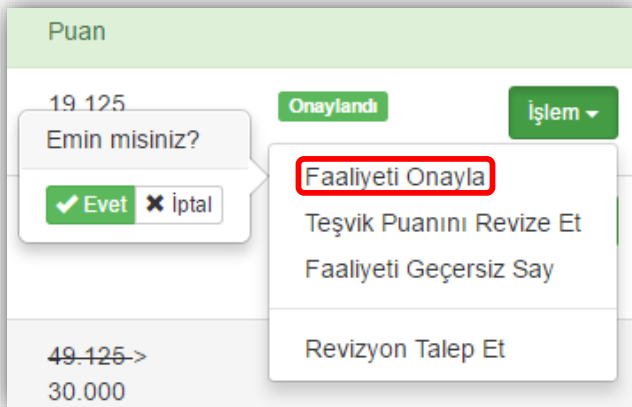 Puan
19.125
Onaylandı
İşlem
Emin misiniz?
Evet
İptal
Faaliyeti Onayla
Teşvik Puanını Revize Et
Faaliyeti Geçersiz Say
Revizyon Talep Et
49.125 >
30.000